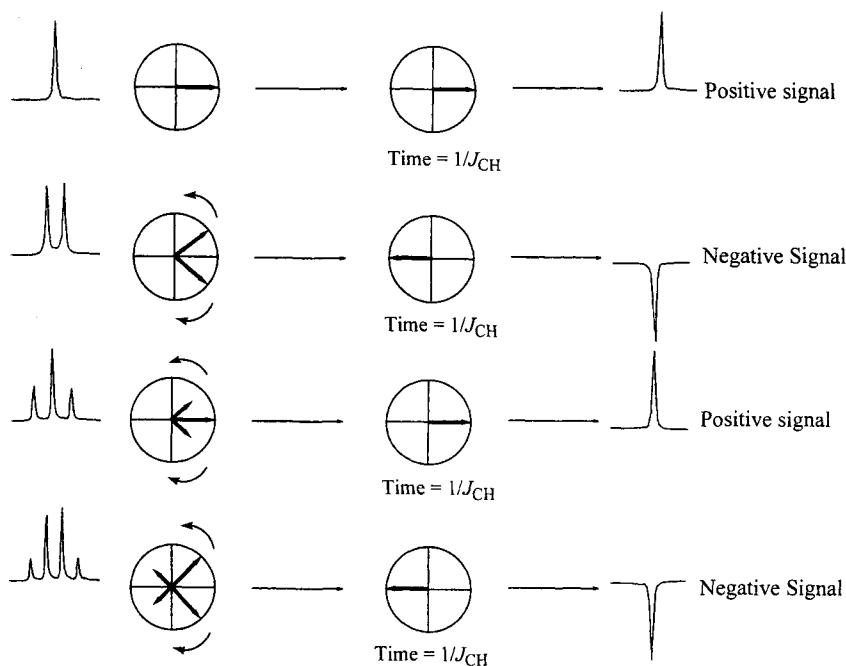 Positive signal
Time = 1/J_CH
Negative Signal
Time = 1/J_CH
Positive signal
Time = 1/J_CH
Negative Signal
Time = 1/J_CH